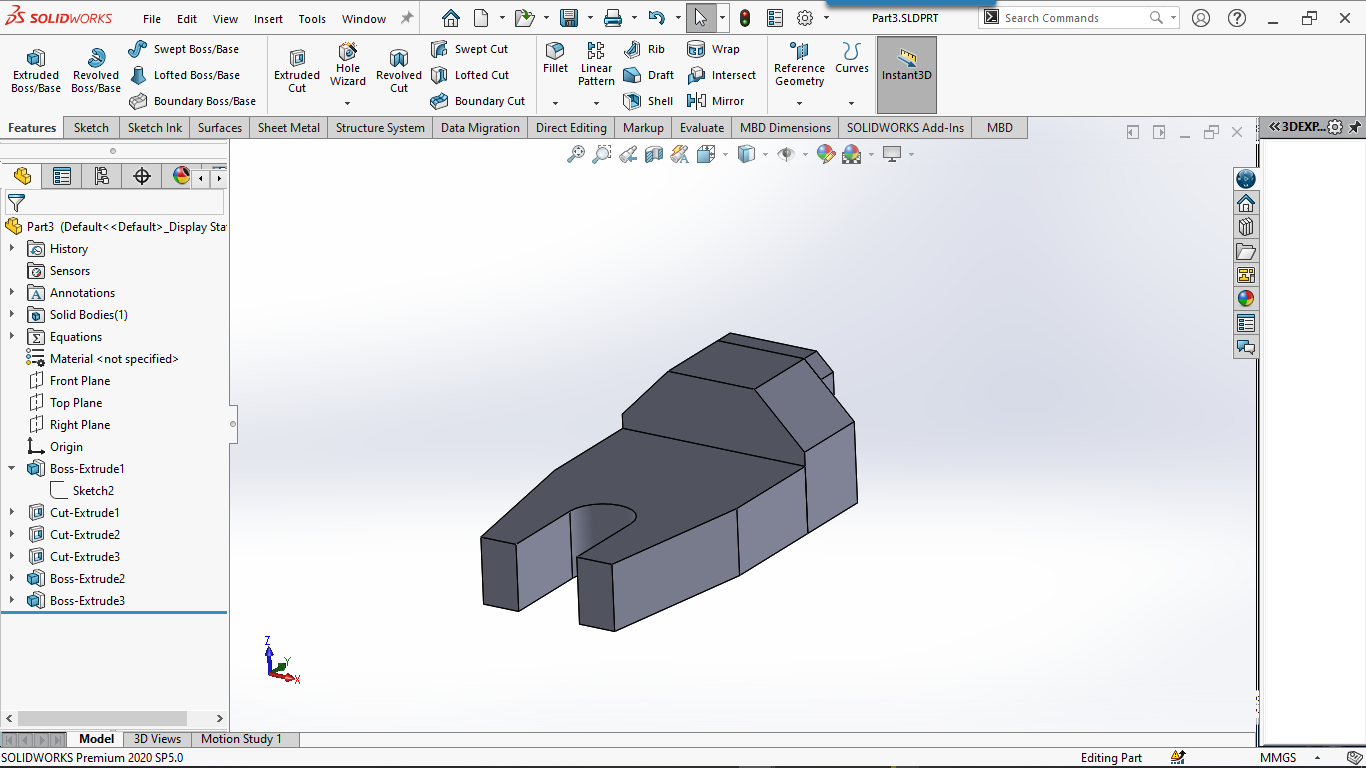 SOLIDWORKS File Edit View Insert Tools Window Part3.SLDPRT Search Commands
Extruded Boss/Base
Revolved Boss/Base
Swept Boss/Base
Lofted Boss/Base
Boundary Boss/Base
Extruded Cut
Hole Wizard
Revolved Cut
Swept Cut
Lofted Cut
Boundary Cut
Fillet
Linear Pattern
Rib
Draft
Shell
Wrap
Intersect
Mirror
Reference Geometry
Curves
Instant3D
Features Sketch Sketch Ink Surfaces Sheet Metal Structure System Data Migration Direct Editing Markup Evaluate MBD Dimensions SOLIDWORKS Add-Ins MBD
3DEXP...
Part3 (Default<<Default>_Display Sta
History
Sensors
Annotations
Solid Bodies(1)
Equations
Material <not specified>
Front Plane
Top Plane
Right Plane
Origin
Boss-Extrude1
Sketch2
Cut-Extrude1
Cut-Extrude2
Cut-Extrude3
Boss-Extrude2
Boss-Extrude3
Z
Y
X
Model 3D Views Motion Study 1
SOLIDWORKS Premium 2020 SP5.0 Editing Part MMGS